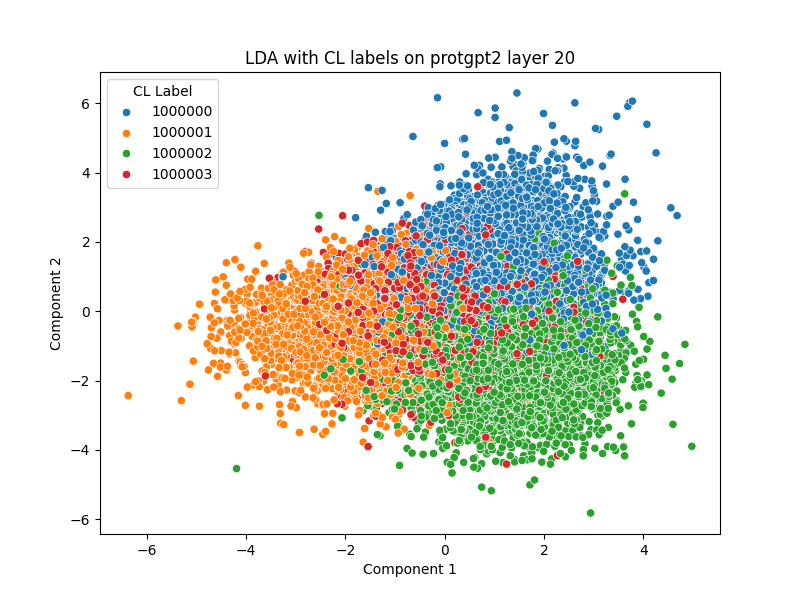 LDA with CL labels on protgpt2 layer 20
CL Label
1000000
1000001
1000002
1000003
6
4
2
0
−2
−4
−6
Component 2
−6 −4 −2 0 2 4
Component 1